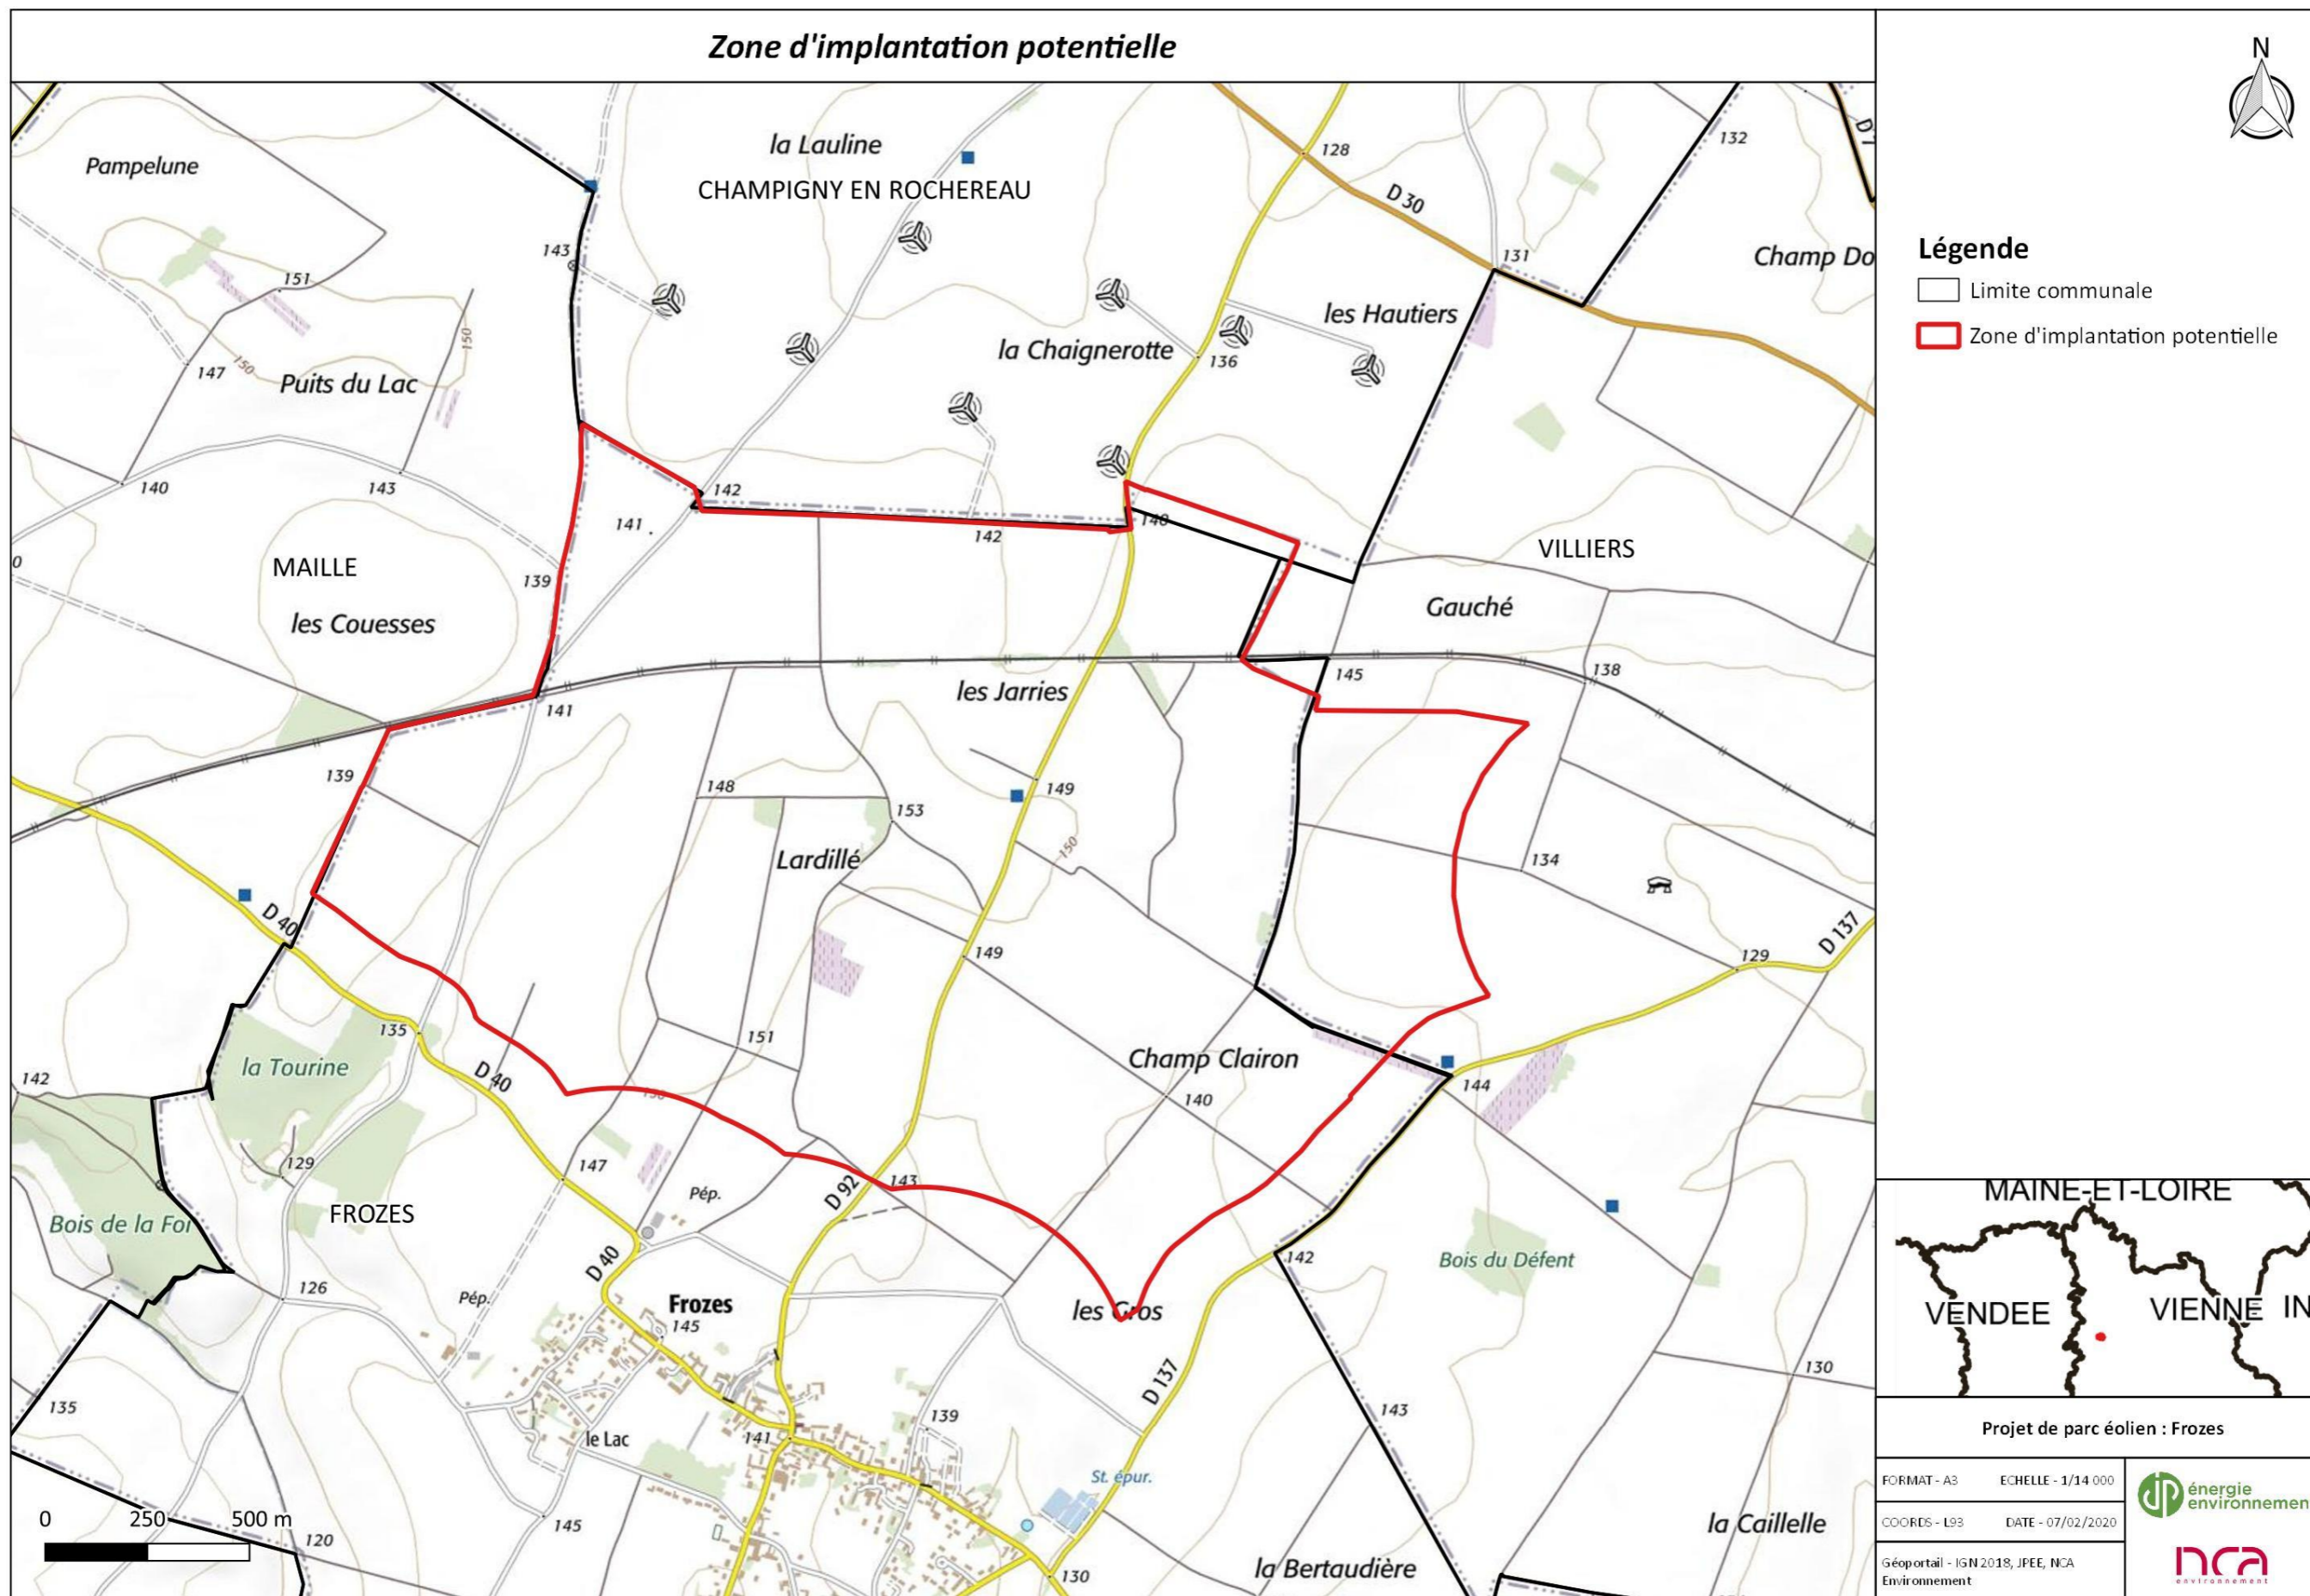 Zone d'implantation potentielle
N
Légende
Limite communale
Zone d'implantation potentielle
la Lauline
CHAMPIGNY EN ROCHEREAU
Pampelune
128
132
D 30
143
131
Champ Do
151
les Hautiers
150
la Chaignerotte
136
147
150
Puits du Lac
140
143
142
141
142
140
VILLIERS
MAILLE
139
0
Gauché
les Couesses
138
145
les Jarries
141
139
148
149
153
150
Lardillé
134
D 40
149
129
D 137
135
151
la Tourine
Champ Clairon
142
D 40
144
140
129
147
143
Pép.
D 92
FROZES
Bois de la Foi
142
Bois du Défent
D 40
126
Pép.
Frozes
les Gros
145
130
D 137
135
139
143
le Lac
141
St. épur.
0 250 500 m
145
120
la Caillelle
la Bertaudière
130
MAINE-ET-LOIRE
VENDEE
VIENNE
IN
Projet de parc éolien : Frozes
FORMAT - A3
ECHELLE - 1/14 000
COORDS - L93
DATE - 07/02/2020
Géoportail - IGN 2018, JPEE, NCA
Environnement
jp énergie
environnemen
nca
environnement